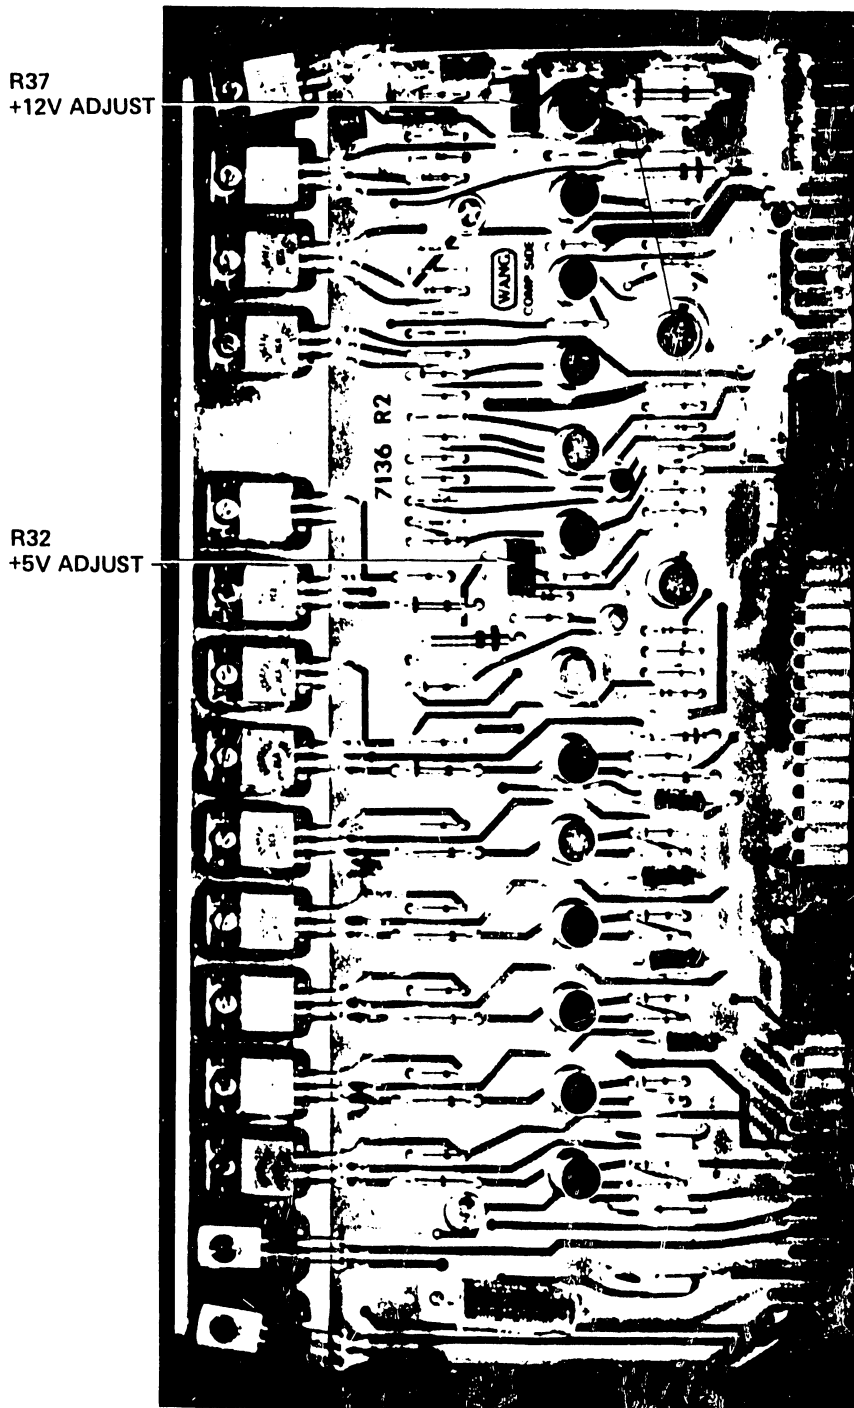 R37
+12V ADJUST
WANG
COMP SIDE
7136 R2
R32
+5V ADJUST